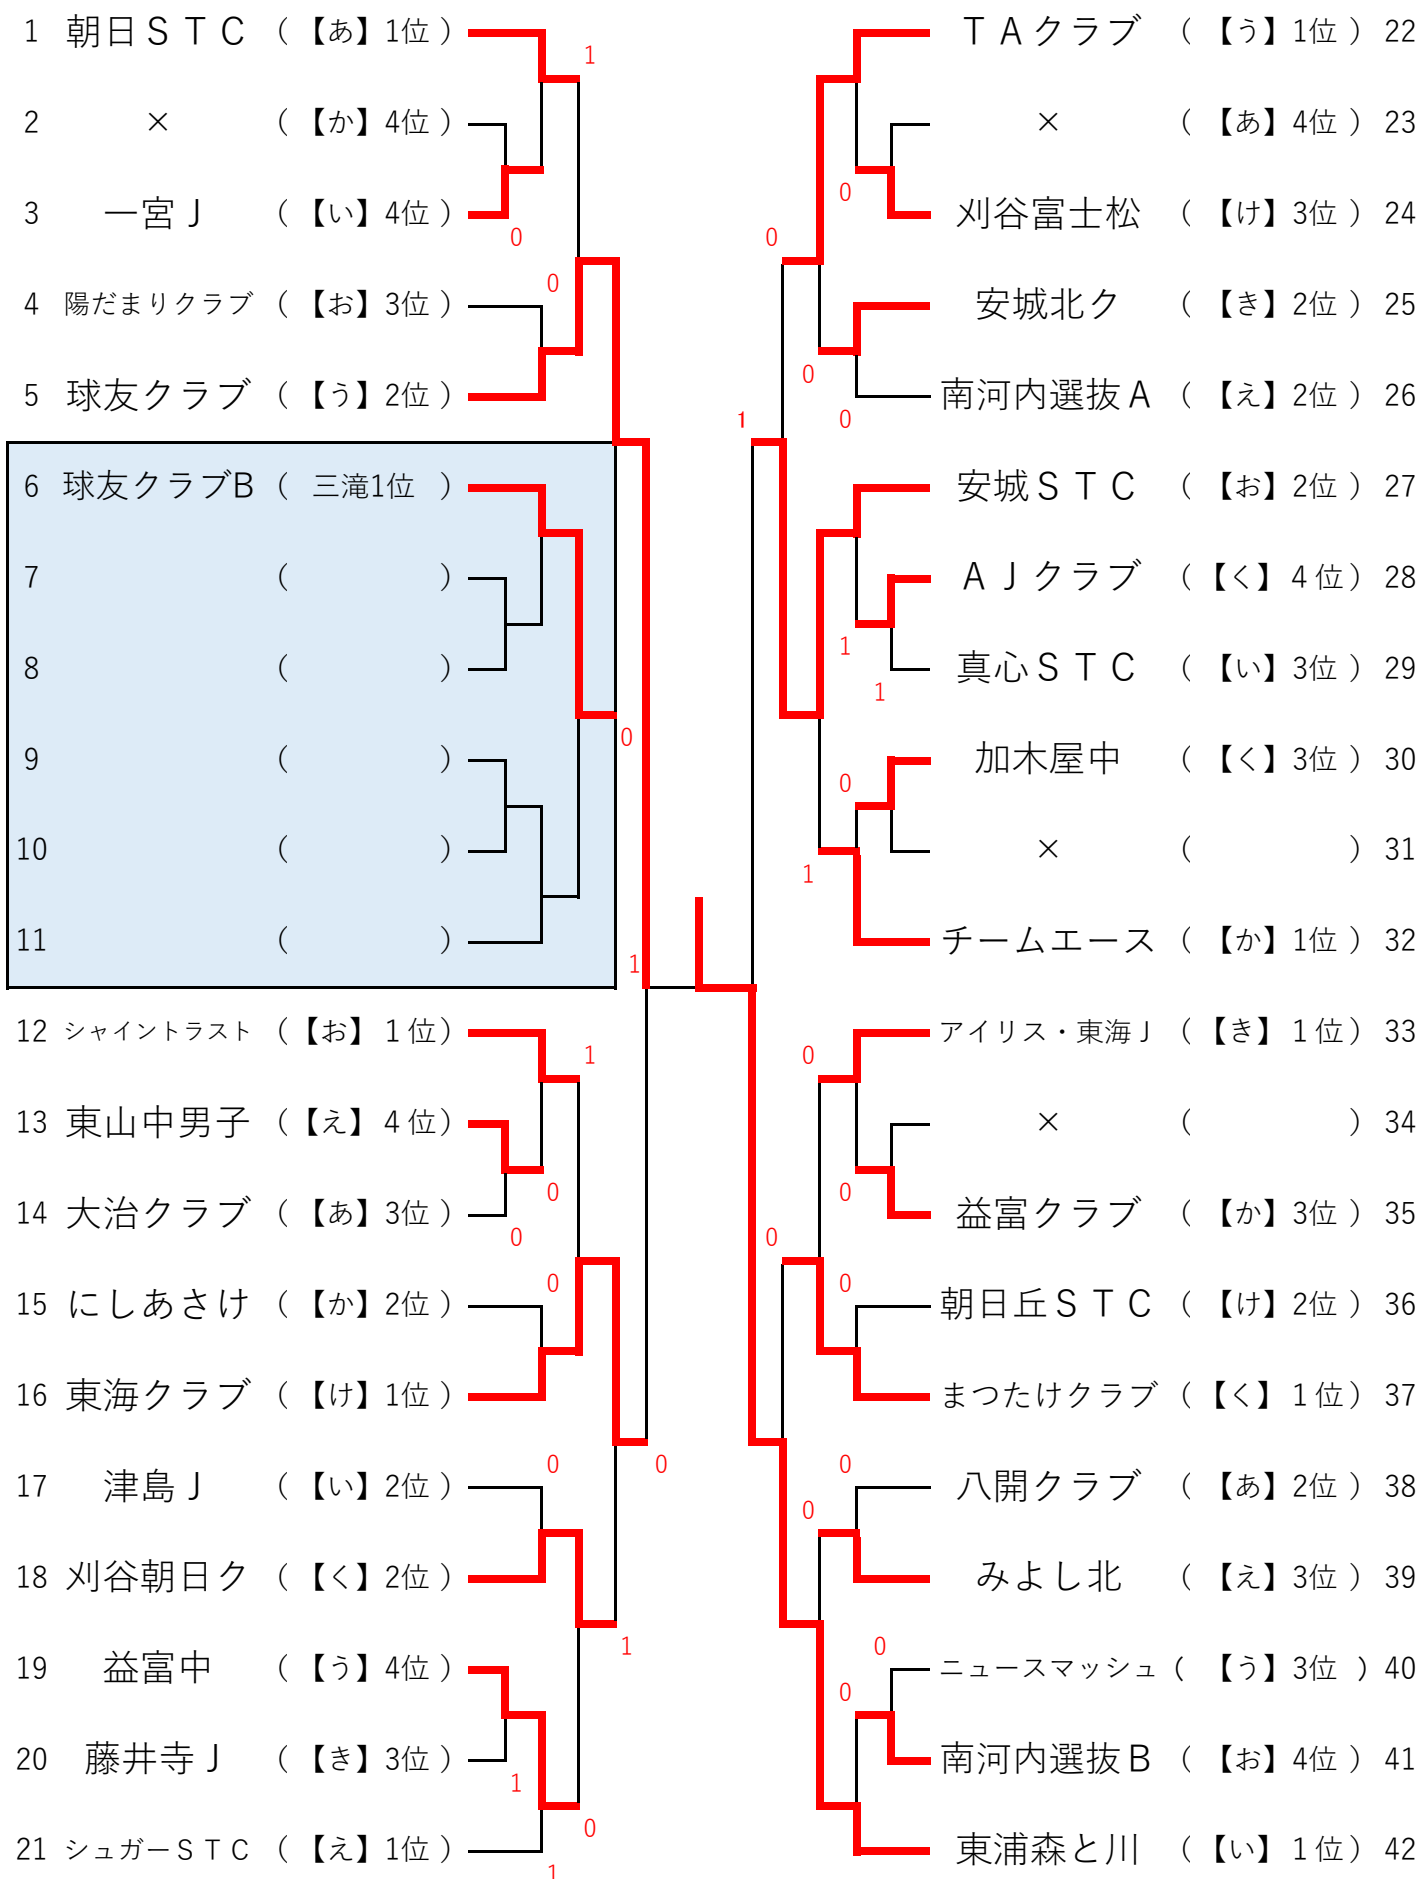 1 朝日ＳＴＣ （ 【あ】 1位 ）
2 × （ 【か】 4位 ）
3 一宮Ｊ （ 【い】 4位 ）
4 陽だまりクラブ （ 【お】 3位 ）
5 球友クラブ （ 【う】 2位 ）
6 球友クラブB （ 三滝1位 ）
7 （ ）
8 （ ）
9 （ ）
10 （ ）
11 （ ）
12 シャイントラスト （ 【お】 1 位 ）
13 東山中男子 （ 【え】 4 位 ）
14 大治クラブ （ 【あ】 3位 ）
15 にしあさけ （ 【か】 2位 ）
16 東海クラブ （ 【け】 1位 ）
17 津島Ｊ （ 【い】 2位 ）
18 刈谷朝日ク （ 【く】 2位 ）
19 益富中 （ 【う】 4位 ）
20 藤井寺Ｊ （ 【き】 3位 ）
21 シュガーＳＴＣ （ 【え】 1位 ）
1
0
0
0
1
1
0
0
0
0
0
1
1
0
1
ＴＡクラブ （ 【う】 1位 ） 22
× （ 【あ】 4位 ） 23
刈谷富士松 （ 【け】 3位 ） 24
安城北ク （ 【き】 2位 ） 25
南河内選抜Ａ （ 【え】 2位 ） 26
安城ＳＴＣ （ 【お】 2位 ） 27
ＡＪクラブ （ 【く】 4 位 ） 28
真心ＳＴＣ （ 【い】 3位 ） 29
加木屋中 （ 【く】 3位 ） 30
× （ ） 31
チームエース （ 【か】 1位 ） 32
アイリス・東海Ｊ （ 【き】 1 位 ） 33
× （ ） 34
益富クラブ （ 【か】 3位 ） 35
朝日丘ＳＴＣ （ 【け】 2位 ） 36
まつたけクラブ （ 【く】 1 位 ） 37
八開クラブ （ 【あ】 2位 ） 38
みよし北 （ 【え】 3位 ） 39
ニュースマッシュ （ 【う】 3位 ） 40
南河内選抜Ｂ （ 【お】 4位 ） 41
東浦森と川 （ 【い】 1 位 ） 42
0
0
0
0
1
1
1
0
1
0
0
0
0
0
0
0
0